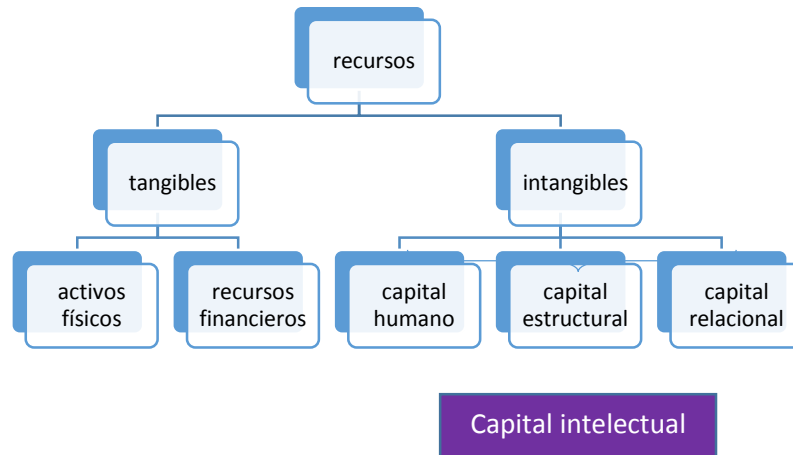 recursos
tangibles
intangibles
activos
físicos
recursos
financieros
capital
humano
capital
estructural
capital
relacional
Capital intelectual